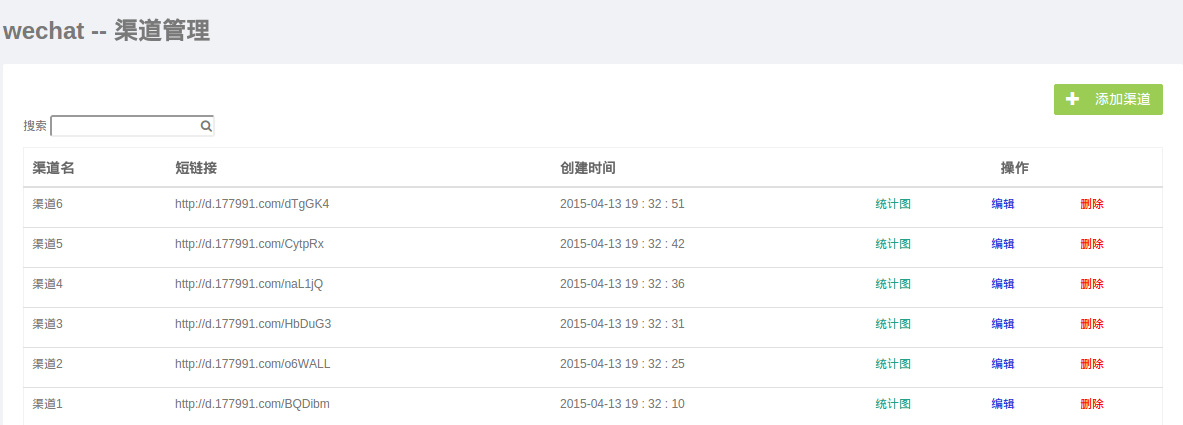 wechat -- 渠道管理
添加渠道
搜索
渠道名 短链接 创建时间 操作
渠道6 http://d.177991.com/dTgGK4 2015-04-13 19 : 32 : 51 统计图 编辑 删除
渠道5 http://d.177991.com/CytpRx 2015-04-13 19 : 32 : 42 统计图 编辑 删除
渠道4 http://d.177991.com/naL1jQ 2015-04-13 19 : 32 : 36 统计图 编辑 删除
渠道3 http://d.177991.com/HbDuG3 2015-04-13 19 : 32 : 31 统计图 编辑 删除
渠道2 http://d.177991.com/o6WALL 2015-04-13 19 : 32 : 25 统计图 编辑 删除
渠道1 http://d.177991.com/BQDibm 2015-04-13 19 : 32 : 10 统计图 编辑 删除